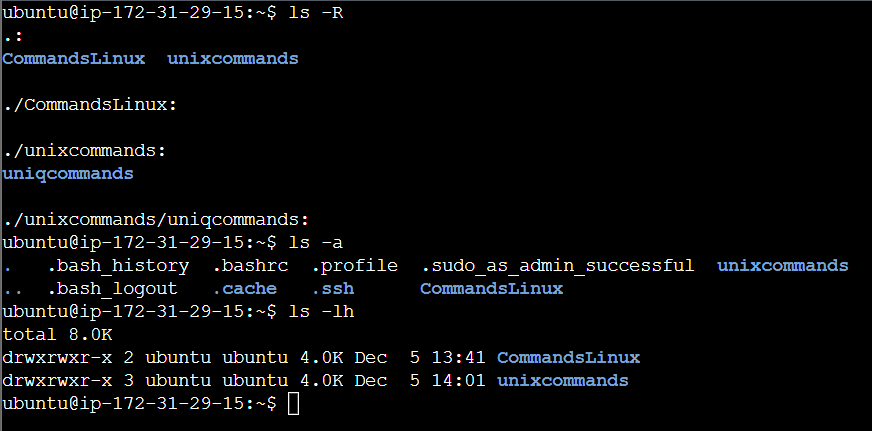 ubuntu@ip-172-31-29-15:~$ ls -R
.:
CommandsLinux  unixcommands

./CommandsLinux:

./unixcommands:
uniqcommands

./unixcommands/uniqcommands:
ubuntu@ip-172-31-29-15:~$ ls -a
.   .bash_history  .bashrc  .profile  .sudo_as_admin_successful  unixcommands
..  .bash_logout   .cache   .ssh      CommandsLinux
ubuntu@ip-172-31-29-15:~$ ls -lh
total 8.0K
drwxrwxr-x 2 ubuntu ubuntu 4.0K Dec  5 13:41 CommandsLinux
drwxrwxr-x 3 ubuntu ubuntu 4.0K Dec  5 14:01 unixcommands
ubuntu@ip-172-31-29-15:~$